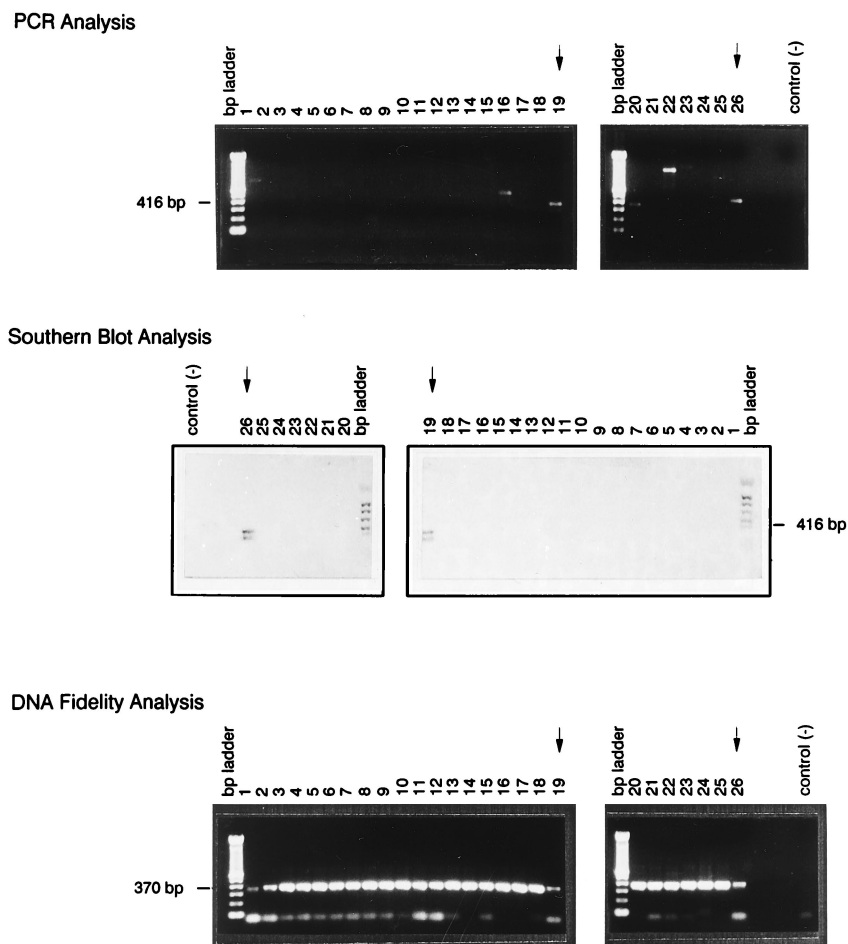 PCR Analysis
bp ladder 1 2 3 4 5 6 7 8 9 10 11 12 13 14 15 16 17 18 19
bp ladder 20 21 22 23 24 25 26 control (-)
416 bp
Southern Blot Analysis
control (-) 26 25 24 23 22 21 20 bp ladder
19 18 17 16 15 14 13 12 11 10 9 8 7 6 5 4 3 2 1 bp ladder
416 bp
DNA Fidelity Analysis
bp ladder 1 2 3 4 5 6 7 8 9 10 11 12 13 14 15 16 17 18 19
bp ladder 20 21 22 23 24 25 26 control (-)
370 bp